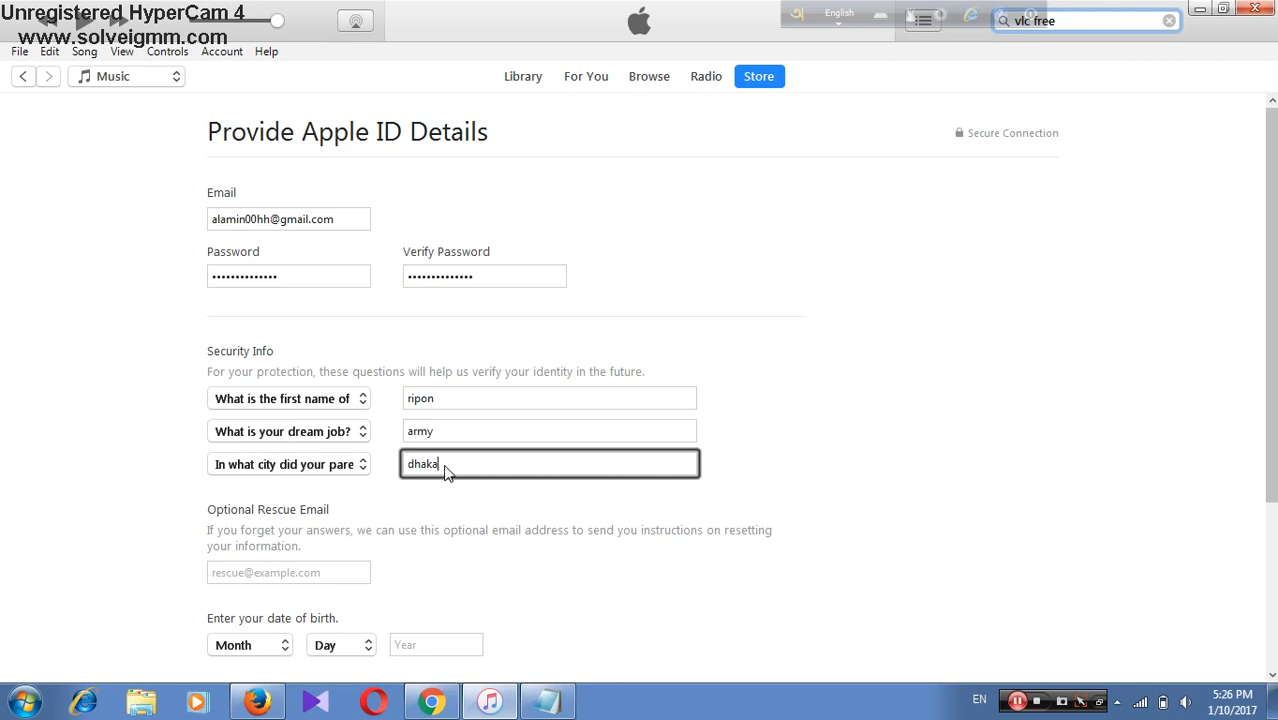 Unregistered HyperCam 4
www.solveigmm.com
English
vlc free
File Edit Song View Controls Account Help
Music
Library For You Browse Radio Store
Provide Apple ID Details
Secure Connection
Email
alamin00hh@gmail.com
Password Verify Password
•••••••••••••• ••••••••••••••
Security Info
For your protection, these questions will help us verify your identity in the future.
What is the first name of ripon
What is your dream job? army
In what city did your pare dhaka
Optional Rescue Email
If you forget your answers, we can use this optional email address to send you instructions on resetting
your information.
rescue@example.com
Enter your date of birth.
Month Day Year
EN
5:26 PM
1/10/2017